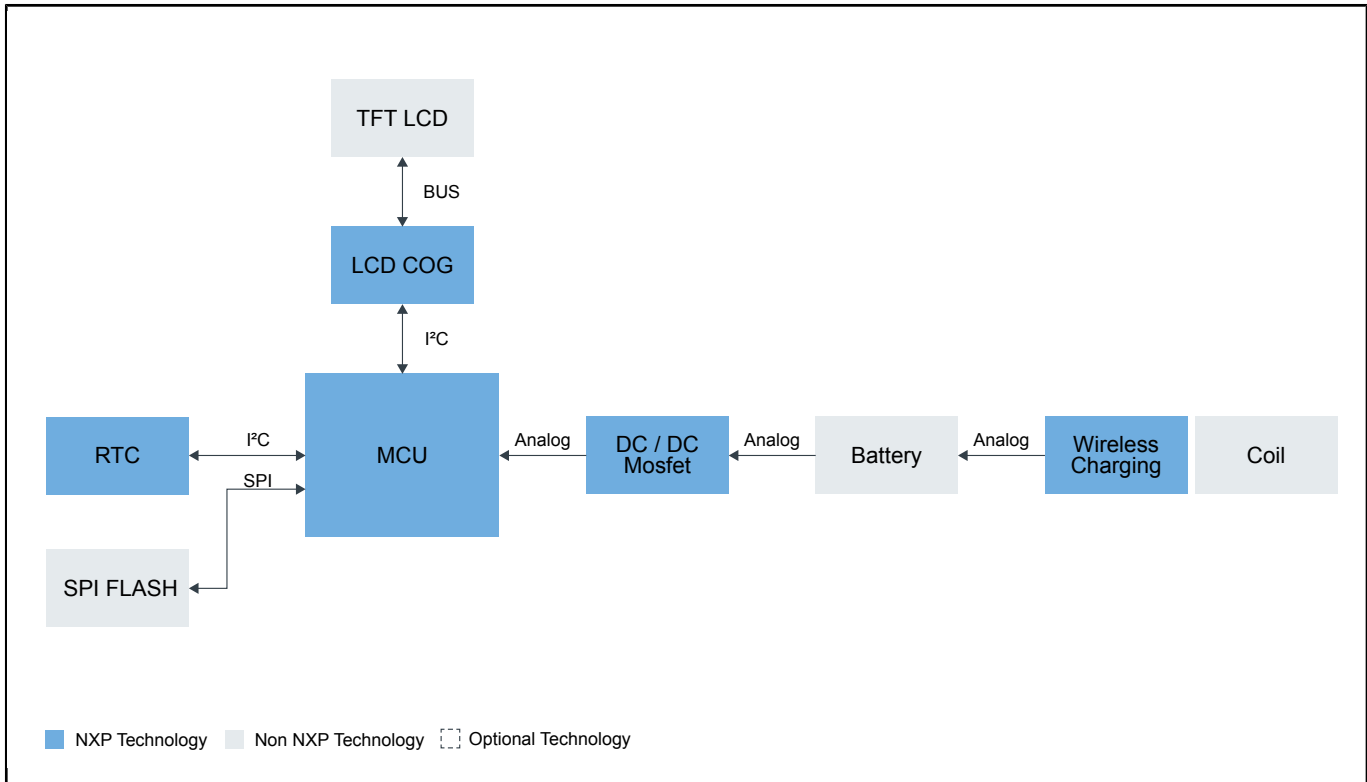 TFT LCD
BUS
LCD COG
I²C
RTC
I²C
SPI
MCU
Analog
DC / DC
Mosfet
Analog
Battery
Analog
Wireless
Charging
Coil
SPI FLASH
NXP Technology
Non NXP Technology
Optional Technology